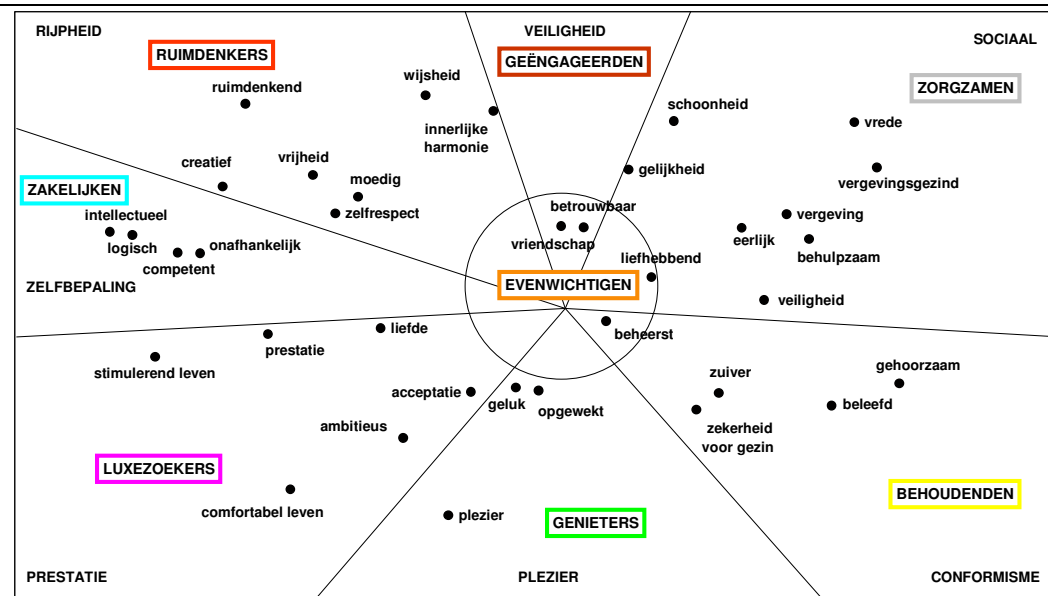 RIJPHEID
VEILIGHEID
SOCIAAL
RUIMDENKERS
GEËNGAGEERDEN
ZORGZAMEN
ruimdenkend
wijsheid
innerlijke
harmonie
schoonheid
vrede
creatief
vrijheid
moedig
zelfrespect
gelijkheid
vergevingsgezind
ZAKELIJKEN
intellectueel
logisch
competent
onafhankelijk
betrouwbaar
vriendschap
vergeving
eerlijk
behulpzaam
liefhebbend
ZELFBEPALING
EVENWICHTIGEN
veiligheid
beheerst
liefde
prestatie
stimulerend leven
acceptatie
geluk
opgewekt
zuiver
gehoorzaam
beleefd
zekerheid
voor gezin
ambitieus
LUXEZOEKERS
comfortabel leven
plezier
GENIETERS
BEHOUDENDEN
PRESTATIE
PLEZIER
CONFORMISME